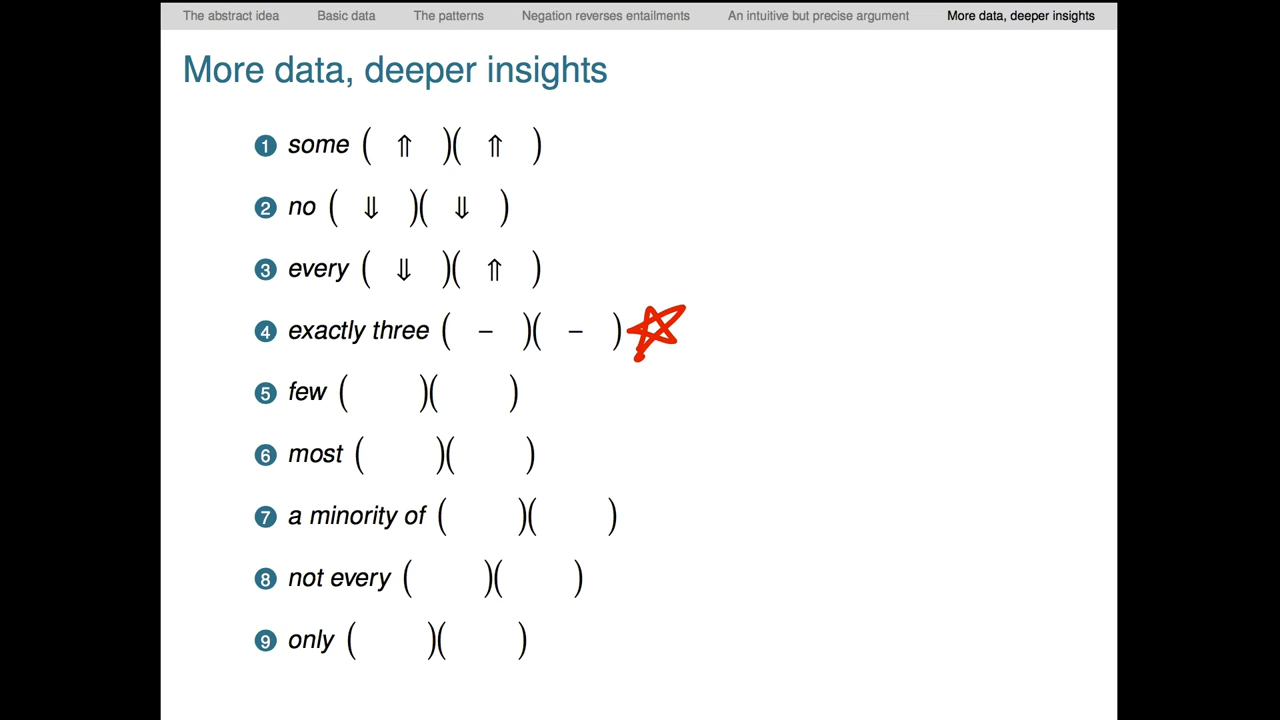 The abstract idea Basic data The patterns Negation reverses entailments An intuitive but precise argument More data, deeper insights
More data, deeper insights
1 some ( ⇑ )( ⇑ )
2 no ( ⇓ )( ⇓ )
3 every ( ⇓ )( ⇑ )
4 exactly three ( – )( – )
5 few ( )( )
6 most ( )( )
7 a minority of ( )( )
8 not every ( )( )
9 only ( )( )